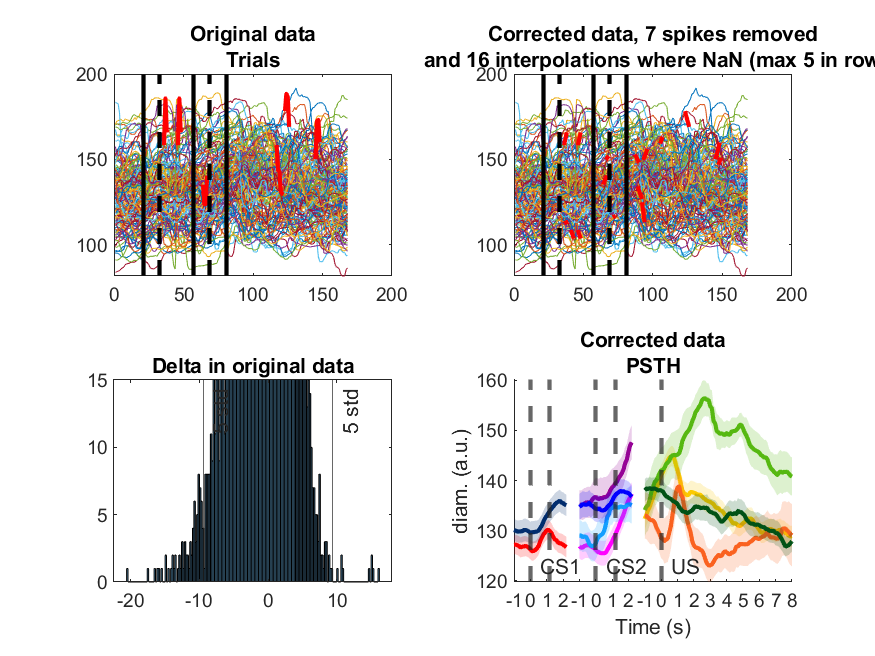 Original data
Trials
200
150
100
0 50 100 150 200
Corrected data, 7 spikes removed
and 16 interpolations where NaN (max 5 in row
200
150
100
0 50 100 150 200
Delta in original data
15
10
5
0
-20 -10 0 10
5 std
Corrected data
PSTH
160
150
140
130
120
diam. (a.u.)
CS1 CS2 US
-1 0 1 2 -1 0 1 2 -1 0 1 2 3 4 5 6 7 8
Time (s)